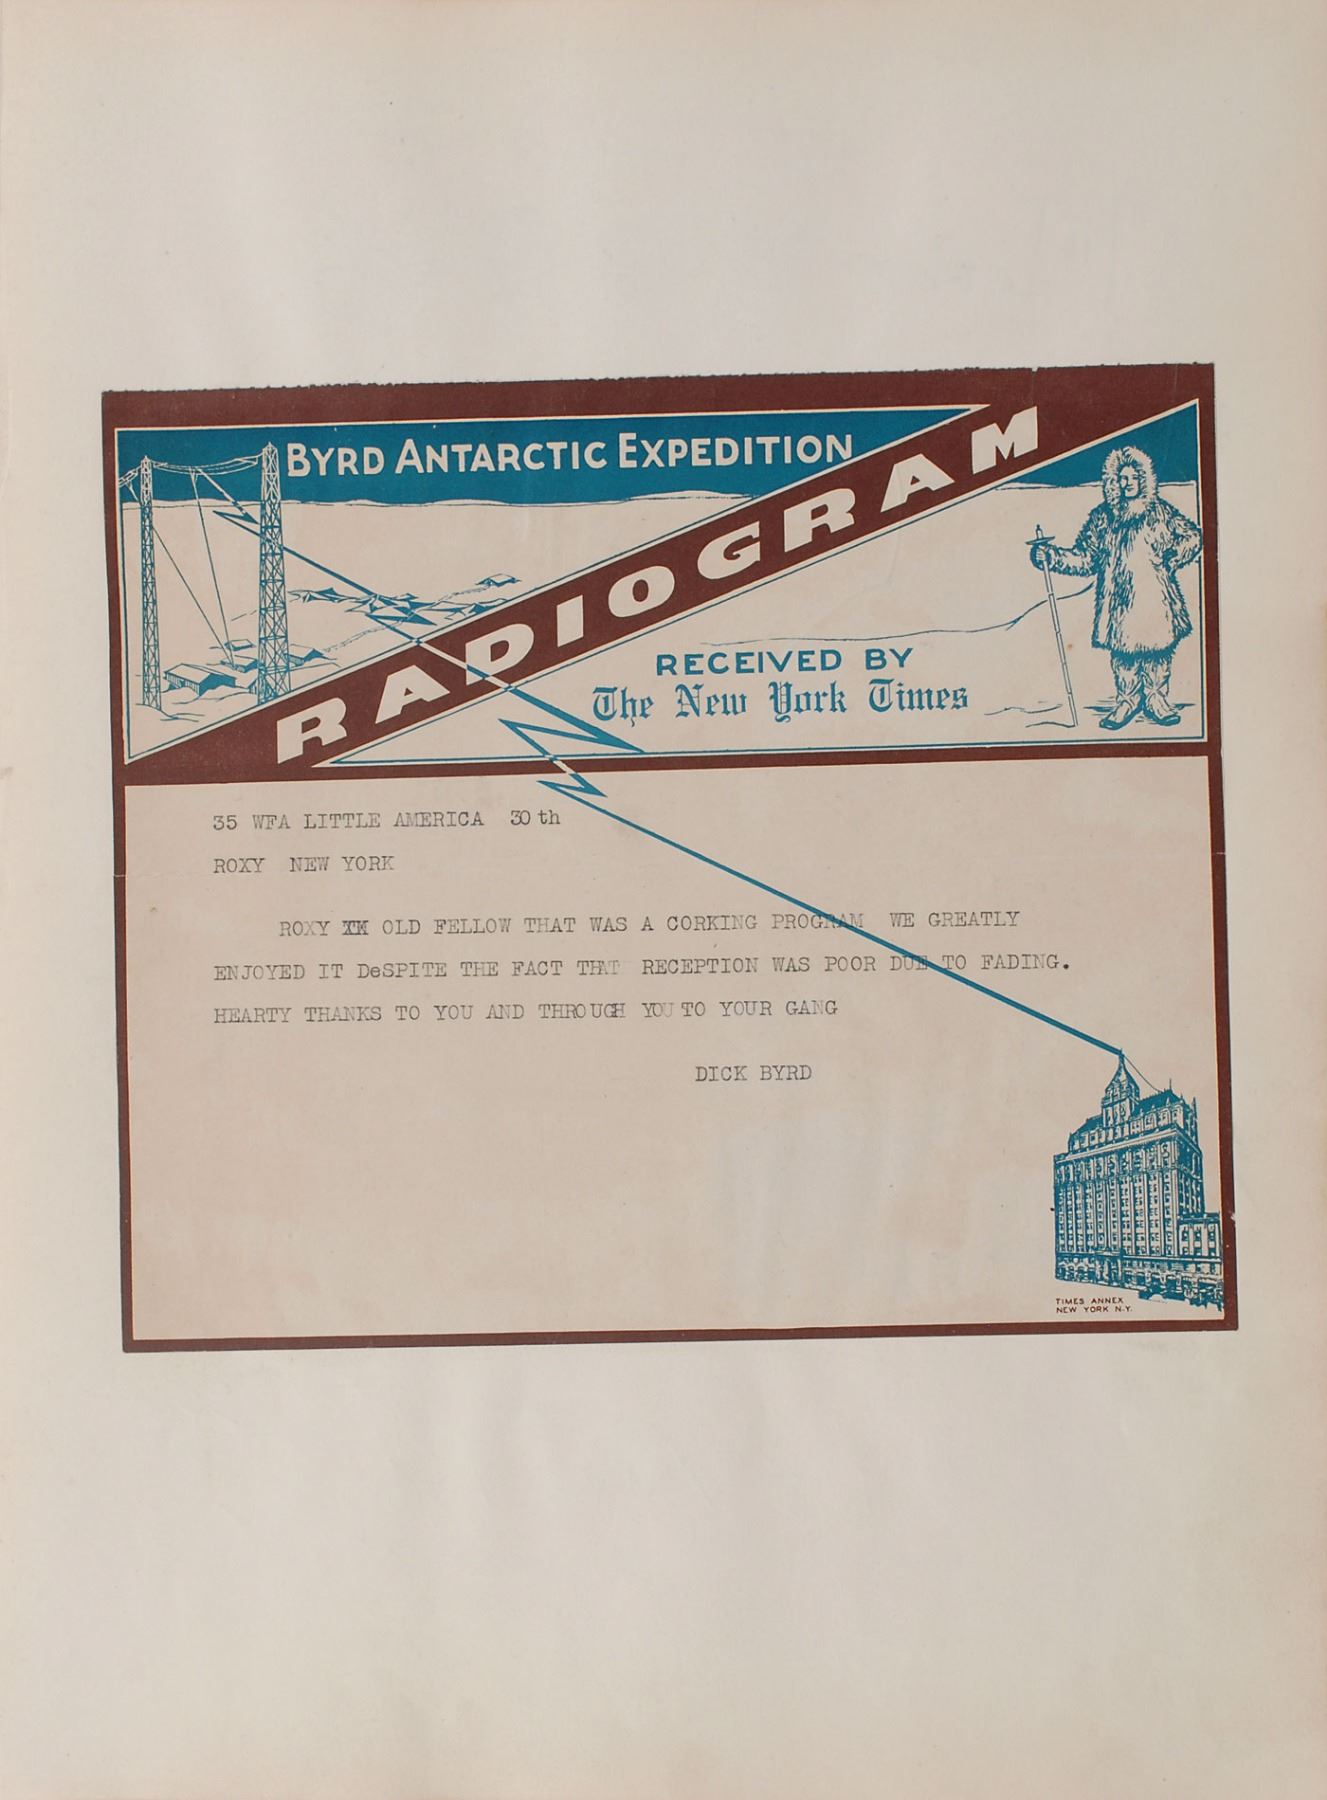 BYRD ANTARCTIC EXPEDITION
RADIOGRAM
RECEIVED BY
The New York Times
35 WFA LITTLE AMERICA 30th
ROXY NEW YORK
ROXY OLD FELLOW THAT WAS A CORKING PROGRAM WE GREATLY
ENJOYED IT DeSPITE THE FACT THAT RECEPTION WAS POOR DUE TO FADING.
HEARTY THANKS TO YOU AND THROUGH YOU TO YOUR GANG
DICK BYRD
TIMES ANNEX
NEW YORK N.Y.